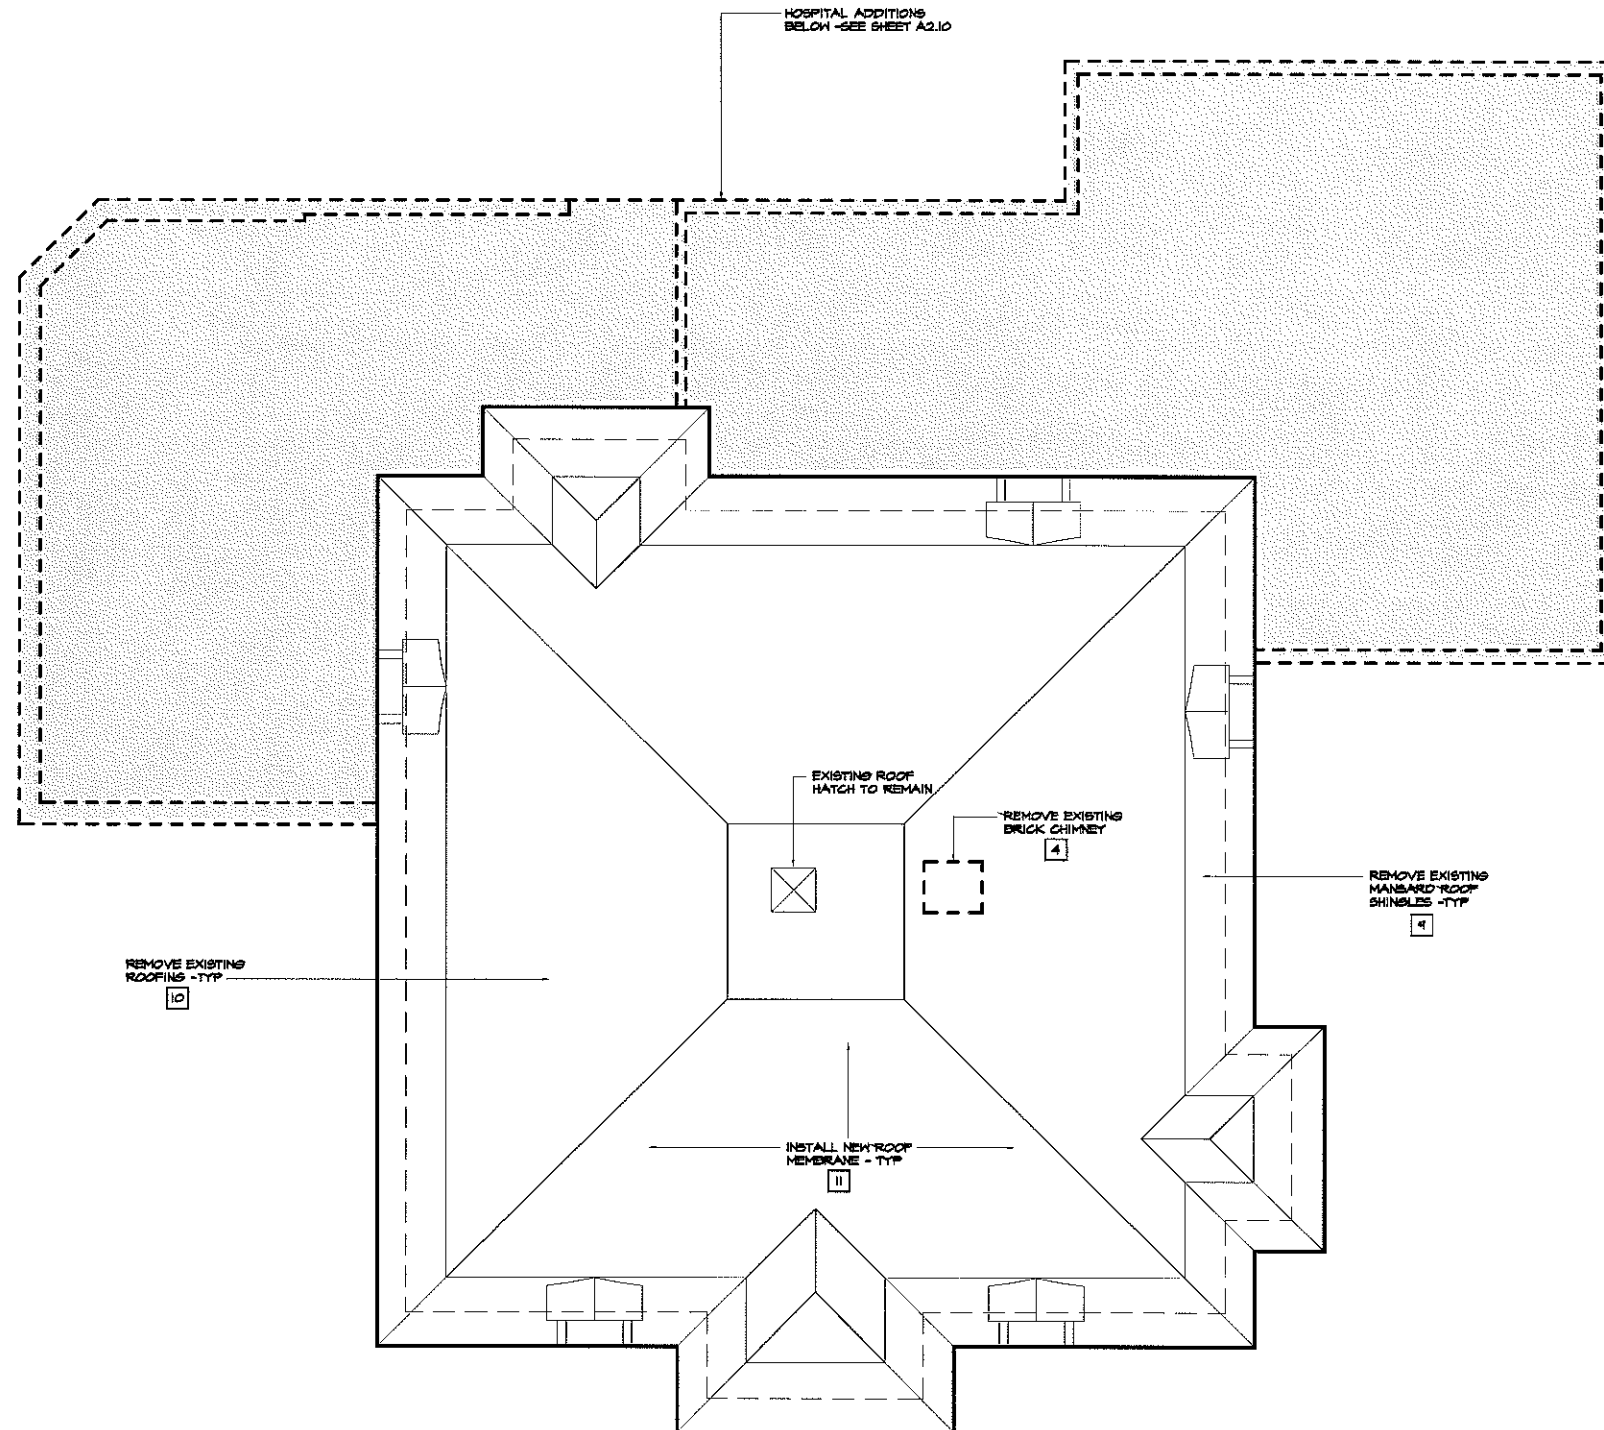 HOSPITAL ADDITIONS
BELOW -SEE SHEET A2.10
EXISTING ROOF
HATCH TO REMAIN
REMOVE EXISTING
BRICK CHIMNEY
4
REMOVE EXISTING
MANSARD ROOF
SHINGLES -TYP
9
REMOVE EXISTING
ROOFING -TYP
10
INSTALL NEW ROOF
MEMBRANE - TYP
11